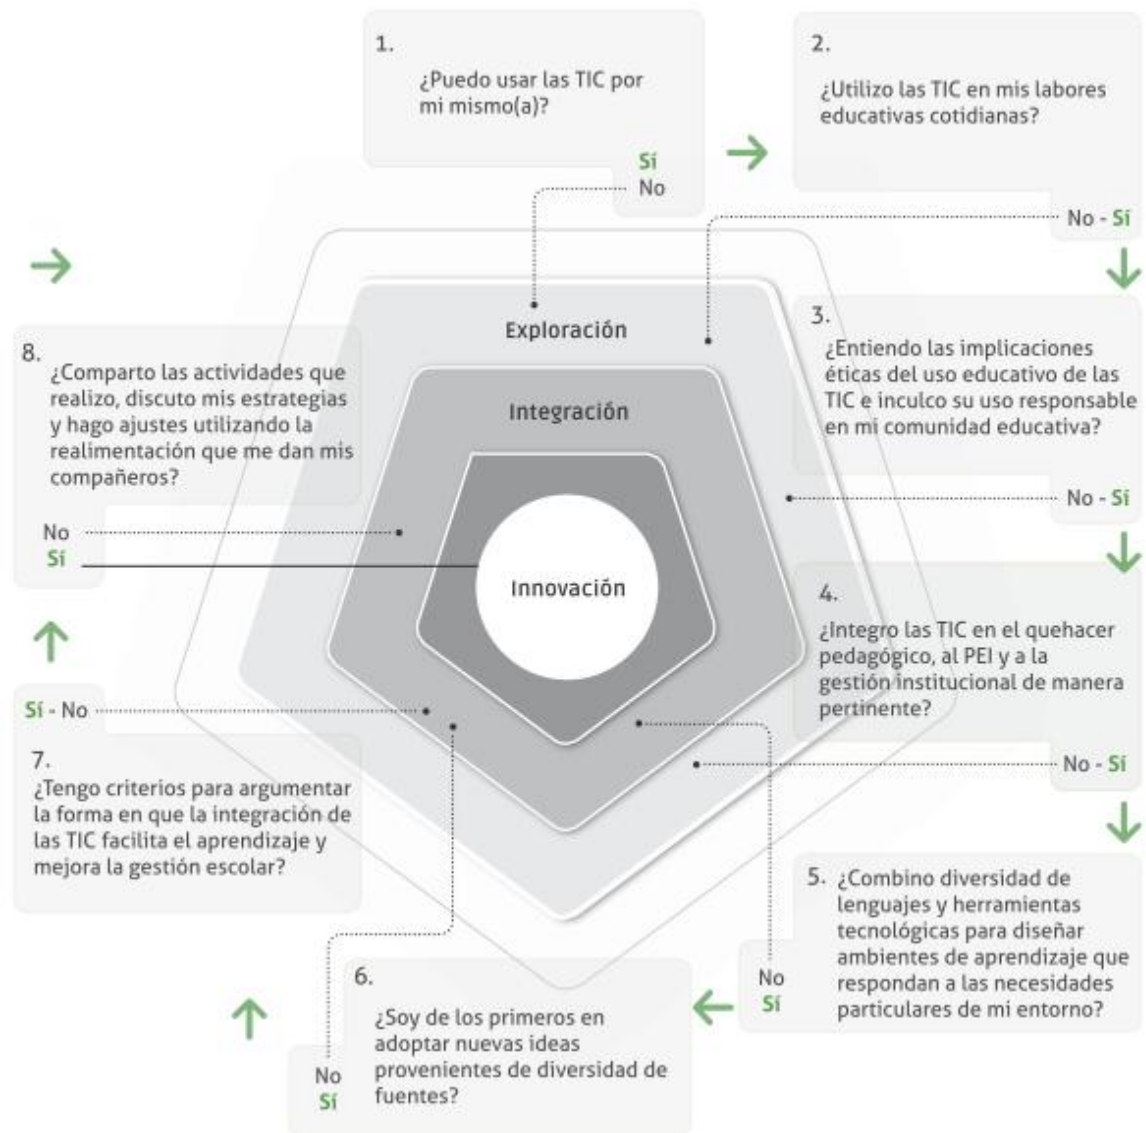 1.
¿Puedo usar las TIC por
mi mismo(a)?
Sí
No
2.
¿Utilizo las TIC en mis labores
educativas cotidianas?
No - Sí
3.
¿Entiendo las implicaciones
éticas del uso educativo de las
TIC e inculco su uso responsable
en mi comunidad educativa?
No - Sí
4.
¿Integro las TIC en el quehacer
pedagógico, al PEI y a la
gestión institucional de manera
pertinente?
No - Sí
5. ¿Combino diversidad de
lenguajes y herramientas
tecnológicas para diseñar
ambientes de aprendizaje que
respondan a las necesidades
particulares de mi entorno?
No
Sí
6.
¿Soy de los primeros en
adoptar nuevas ideas
provenientes de diversidad de
fuentes?
No
Sí
Sí - No
7.
¿Tengo criterios para argumentar
la forma en que la integración de
las TIC facilita el aprendizaje y
mejora la gestión escolar?
8.
¿Comparto las actividades que
realizo, discuto mis estrategias
y hago ajustes utilizando la
realimentación que me dan mis
compañeros?
No
Sí
Exploración
Integración
Innovación